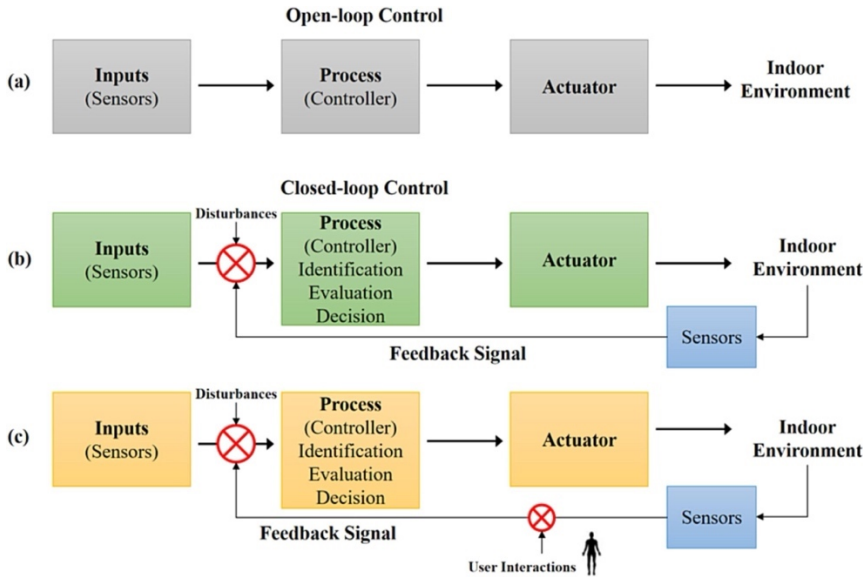 Open-loop Control
(a)
Inputs
(Sensors)
Process
(Controller)
Actuator
Indoor
Environment
Closed-loop Control
(b)
Inputs
(Sensors)
Disturbances
Process
(Controller)
Identification
Evaluation
Decision
Actuator
Indoor
Environment
Sensors
Feedback Signal
(c)
Inputs
(Sensors)
Disturbances
Process
(Controller)
Identification
Evaluation
Decision
Actuator
Indoor
Environment
Sensors
Feedback Signal
User Interactions